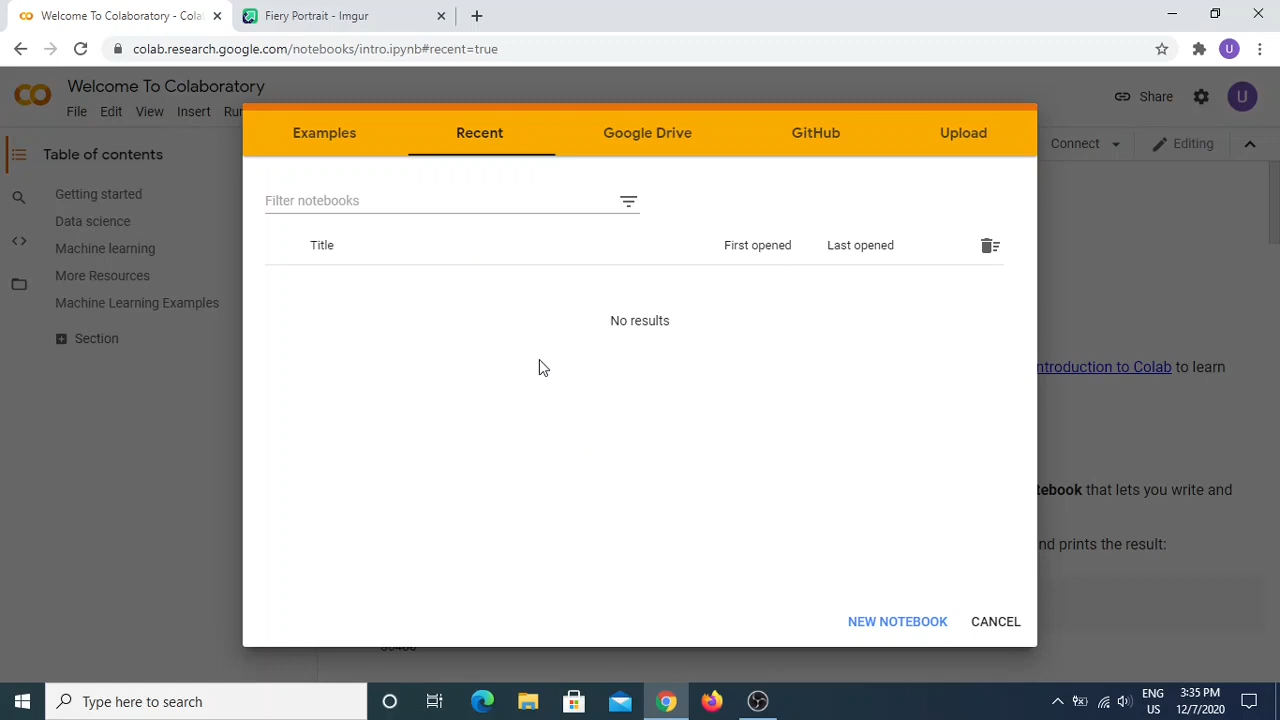 Welcome To Colaboratory - Cola
Fiery Portrait - Imgur
colab.research.google.com/notebooks/intro.ipynb#recent=true
U
Welcome To Colaboratory
File Edit View Insert Ru
Share
U
Examples Recent Google Drive GitHub Upload
Connect
Editing
Table of contents
Getting started
Data science
Machine learning
More Resources
Machine Learning Examples
Section
Filter notebooks
Title First opened Last opened
No results
ntroduction to Colab to learn
tebook that lets you write and
nd prints the result:
NEW NOTEBOOK CANCEL
Type here to search
ENG
US
3:35 PM
12/7/2020